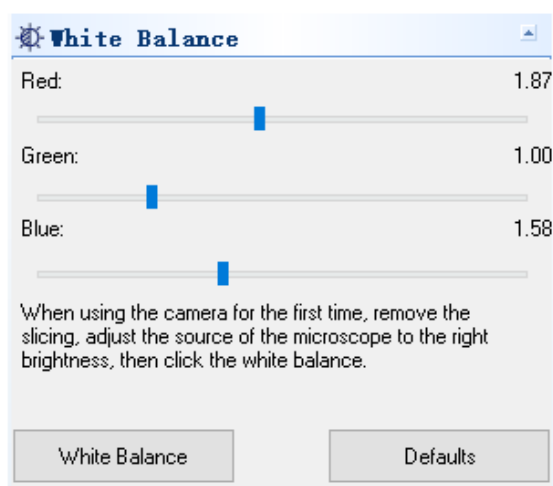 White Balance
Red: 1.87
Green: 1.00
Blue: 1.58
When using the camera for the first time, remove the
slicing, adjust the source of the microscope to the right
brightness, then click the white balance.
White Balance Defaults